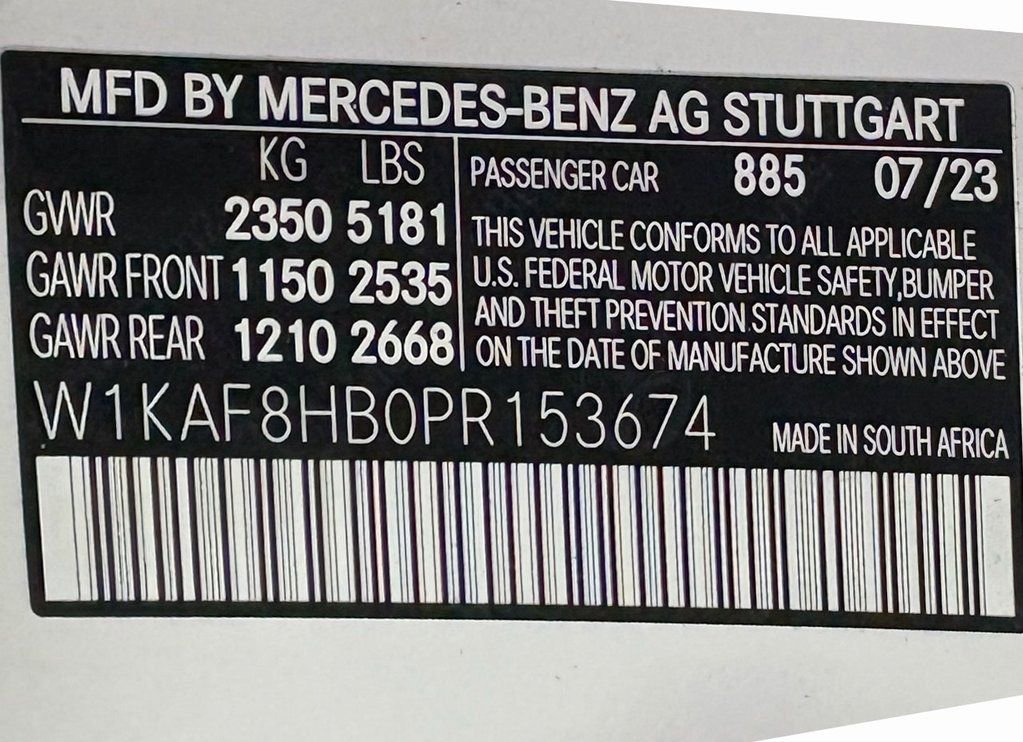 MFD BY MERCEDES-BENZ AG STUTTGART
KG LBS
GVWR 2350 5181
GAWR FRONT 1150 2535
GAWR REAR 1210 2668
PASSENGER CAR 885 07/23
THIS VEHICLE CONFORMS TO ALL APPLICABLE
U.S. FEDERAL MOTOR VEHICLE SAFETY,BUMPER
AND THEFT PREVENTION STANDARDS IN EFFECT
ON THE DATE OF MANUFACTURE SHOWN ABOVE
W1KAF8HB0PR153674
MADE IN SOUTH AFRICA